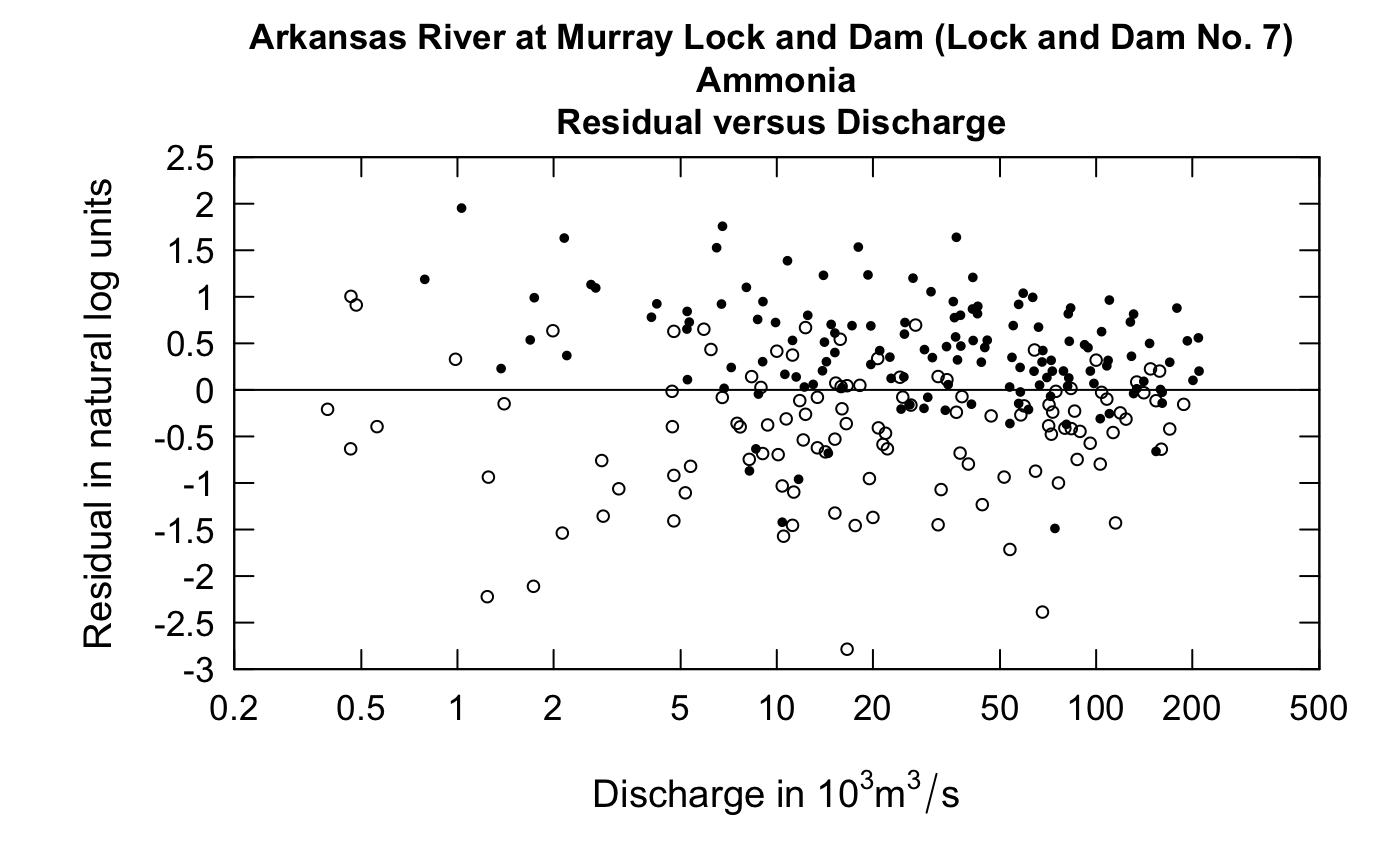 Arkansas River at Murray Lock and Dam (Lock and Dam No. 7)
Ammonia
Residual versus Discharge
Residual in natural log units
2.5
2
1.5
1
0.5
0
-0.5
-1
-1.5
-2
-2.5
-3
0.2 0.5 1 2 5 10 20 50 100 200 500
Discharge in 10³m³/s